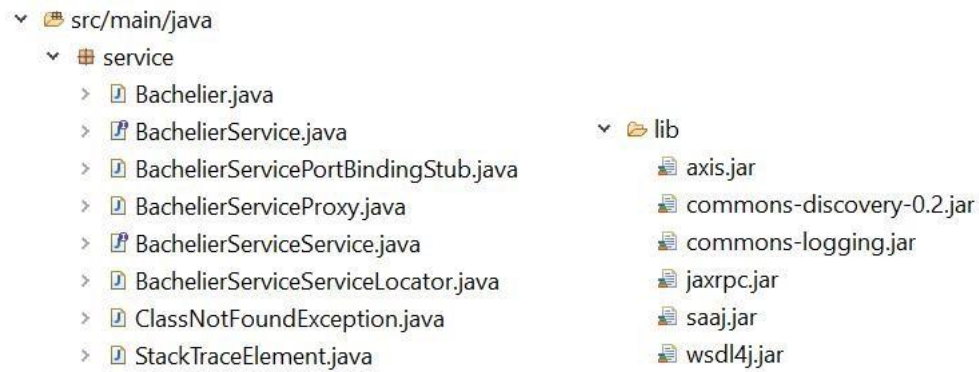 src/main/java
service
Bachelier.java
BachelierService.java
BachelierServicePortBindingStub.java
BachelierServiceProxy.java
BachelierServiceService.java
BachelierServiceServiceLocator.java
ClassNotFoundException.java
StackTraceElement.java
lib
axis.jar
commons-discovery-0.2.jar
commons-logging.jar
jaxrpc.jar
saaj.jar
wsdl4j.jar